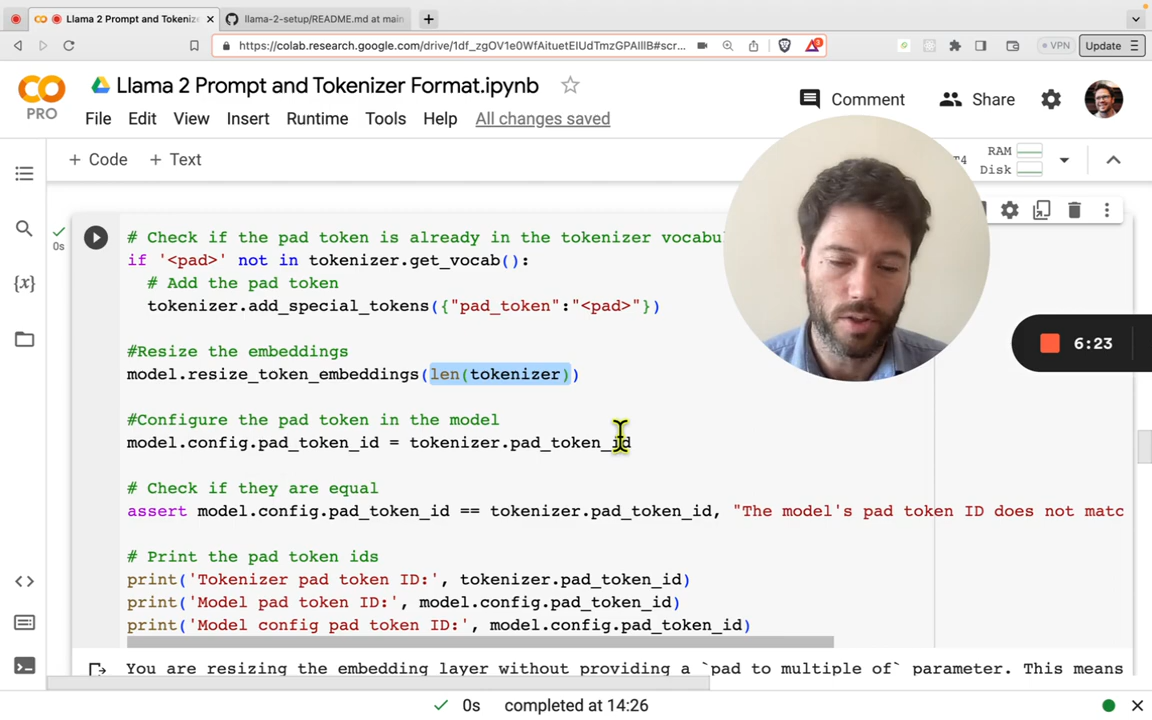 Llama 2 Prompt and Tokenize
llama-2-setup/README.md at main
https://colab.research.google.com/drive/1df_zgOV1e0WfAituetEIUdTmzGPAIllB#scr...
VPN
Update
Llama 2 Prompt and Tokenizer Format.ipynb
PRO
File Edit View Insert Runtime Tools Help All changes saved
Comment
Share
+ Code + Text
T4
RAM
Disk
0s
# Check if the pad token is already in the tokenizer vocabu
if '<pad>' not in tokenizer.get_vocab():
# Add the pad token
tokenizer.add_special_tokens({"pad_token":"<pad>"})
#Resize the embeddings
model.resize_token_embeddings(len(tokenizer))
#Configure the pad token in the model
model.config.pad_token_id = tokenizer.pad_token_id
# Check if they are equal
assert model.config.pad_token_id == tokenizer.pad_token_id, "The model's pad token ID does not matc
# Print the pad token ids
print('Tokenizer pad token ID:', tokenizer.pad_token_id)
print('Model pad token ID:', model.config.pad_token_id)
print('Model config pad token ID:', model.config.pad_token_id)
You are resizing the embedding layer without providing a `pad to multiple of` parameter. This means
6:23
{x}
0s completed at 14:26